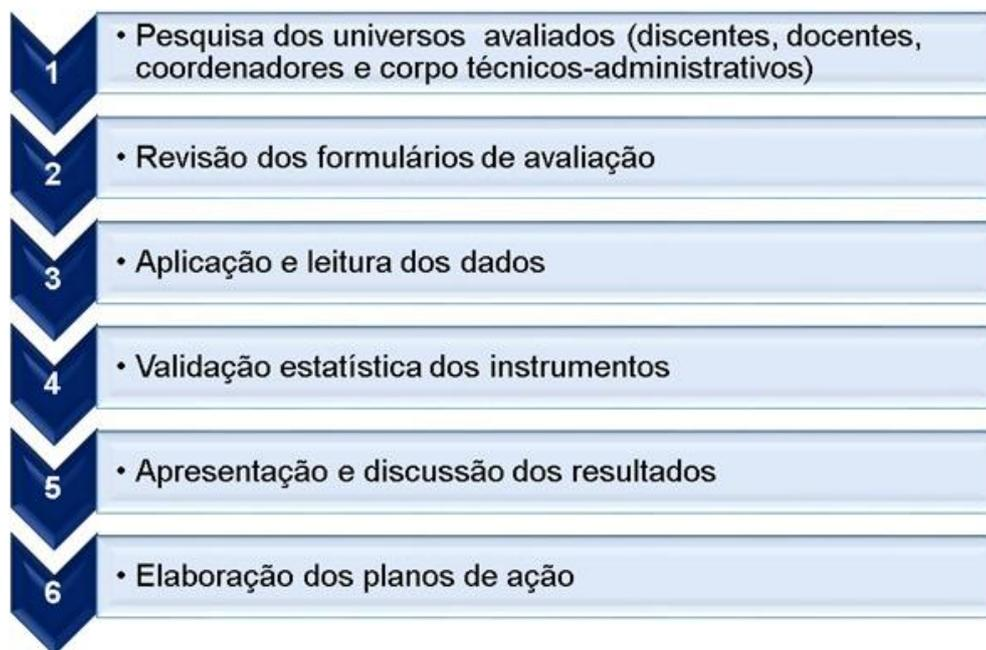 1
• Pesquisa dos universos avaliados (discentes, docentes,
coordenadores e corpo técnicos-administrativos)
2
• Revisão dos formulários de avaliação
3
• Aplicação e leitura dos dados
4
• Validação estatística dos instrumentos
5
• Apresentação e discussão dos resultados
6
• Elaboração dos planos de ação